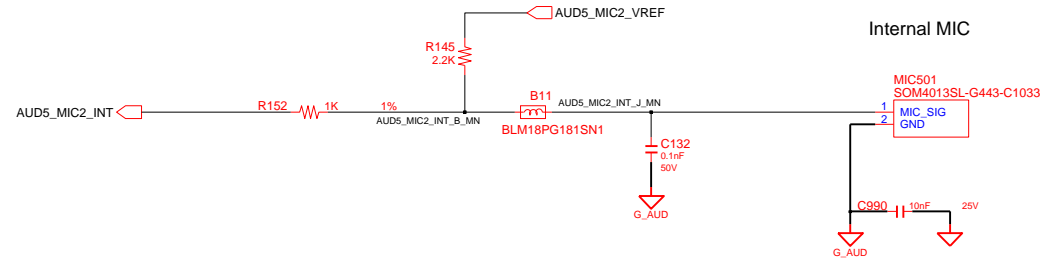 AUD5_MIC2_VREF
Internal MIC
R145
2.2K
MIC501
SOM4013SL-G443-C1033
B11
AUD5_MIC2_INT_J_MN
AUD5_MIC2_INT
R152
1K
1%
1
MIC_SIG
AUD5_MIC2_INT_B_MN
2
GND
BLM18PG181SN1
C132
0.1nF
50V
G_AUD
C990
10nF
25V
G_AUD